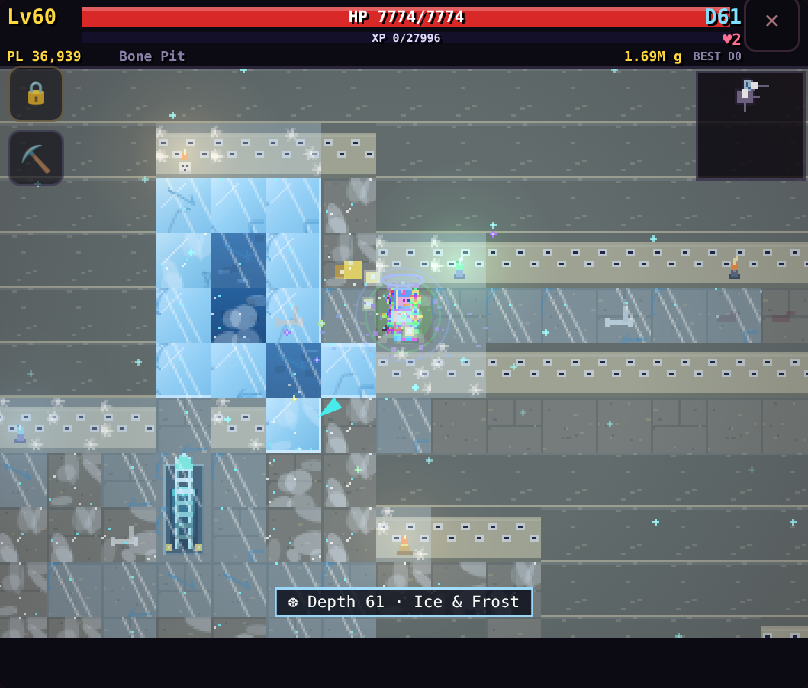 Lv60
HP 7774/7774
D61
×
XP 0/27996
♥2
PL 36,939
Bone Pit
1.69M g
BEST D0
❆ Depth 61 · Ice & Frost